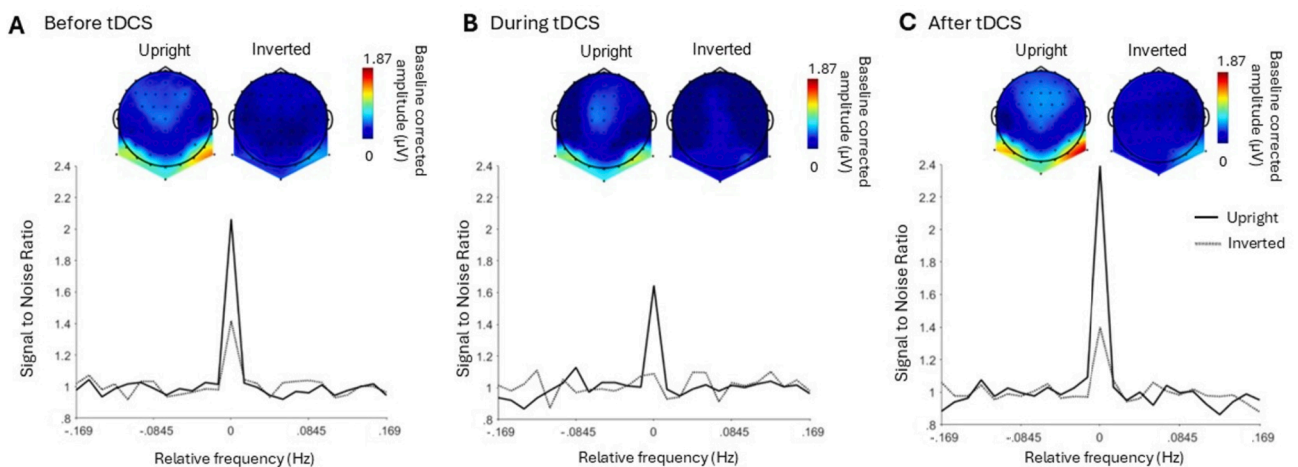 A Before tDCS
Upright Inverted
1.87
0
Baseline corrected
amplitude (μV)
2.4
2.2
2
1.8
1.6
1.4
1.2
1
.8
Signal to Noise Ratio
-.169 -.0845 0 .0845 .169
Relative frequency (Hz)
B During tDCS
Upright Inverted
1.87
0
Baseline corrected
amplitude (μV)
2.4
2.2
2
1.8
1.6
1.4
1.2
1
.8
Signal to Noise Ratio
-.169 -.0845 0 .0845 .169
Relative frequency (Hz)
C After tDCS
Upright Inverted
1.87
0
Baseline corrected
amplitude (μV)
2.4
2.2
2
1.8
1.6
1.4
1.2
1
.8
Signal to Noise Ratio
-.169 -.0845 0 .0845 .169
Relative frequency (Hz)
Upright
Inverted